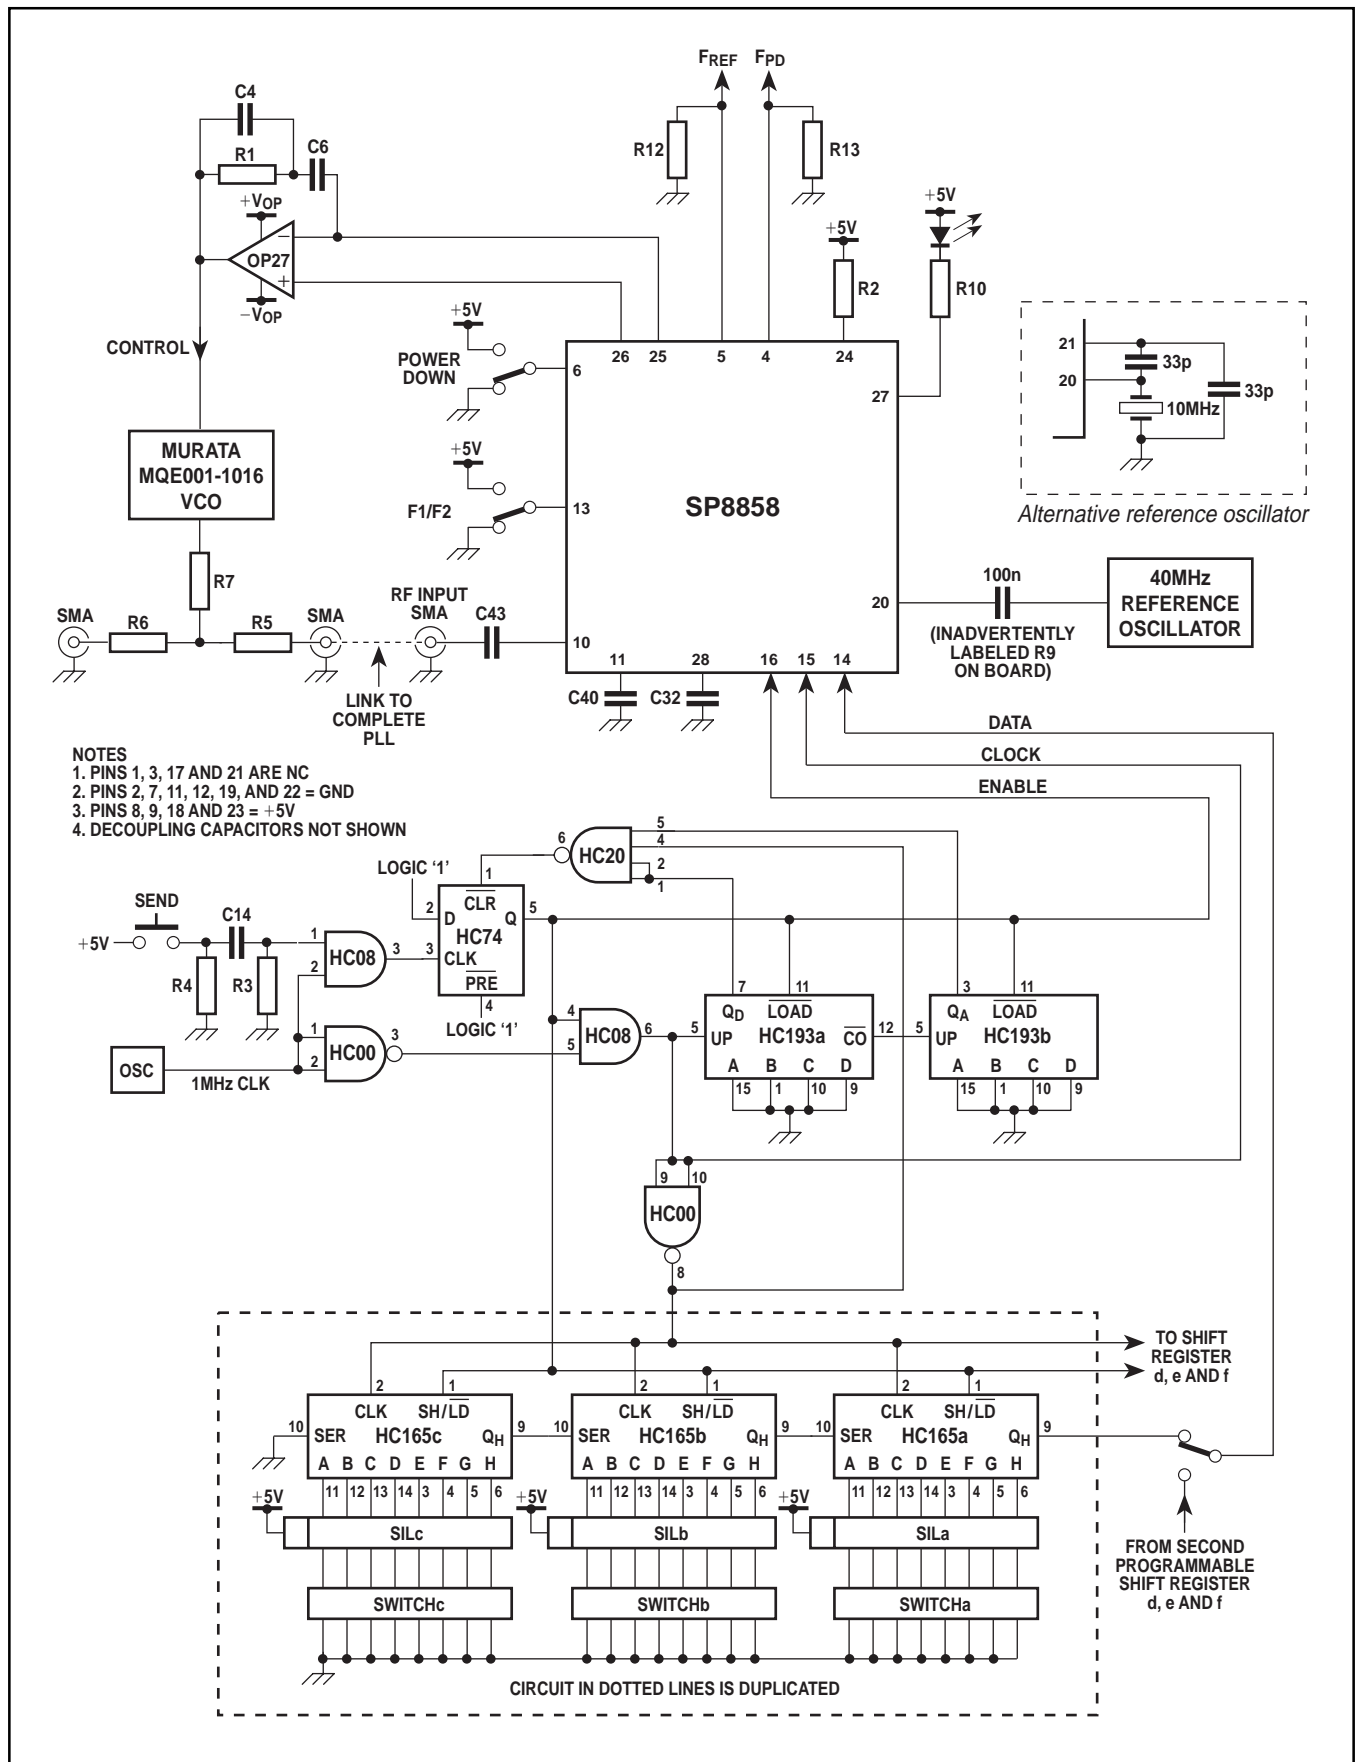 FREF FPD
C4
R1
C6
R12
R13
+VOP
OP27
−
+
−VOP
+5V
R2
+5V
R10
CONTROL
+5V
POWER
DOWN
6
26 25 5 4 24
27
21
20
33p
33p
10MHz
Alternative reference oscillator
MURATA
MQE001-1016
VCO
+5V
F1/F2
13
SP8858
R7
SMA
R6
R5
SMA
RF INPUT
SMA
C43
10
20
100n
(INADVERTENTLY
LABELED R9
ON BOARD)
40MHz
REFERENCE
OSCILLATOR
11 28 16 15 14
C40
C32
LINK TO
COMPLETE
PLL
DATA
CLOCK
ENABLE
NOTES
1. PINS 1, 3, 17 AND 21 ARE NC
2. PINS 2, 7, 11, 12, 19, AND 22 = GND
3. PINS 8, 9, 18 AND 23 = +5V
4. DECOUPLING CAPACITORS NOT SHOWN
6 HC20 5
4
2
1
LOGIC ‘1’
1
CLR
2 D Q 5
HC74
3 CLK
PRE
4
LOGIC ‘1’
SEND
+5V
C14
R4
R3
1
2
HC08
3
1
2
HC00
3
OSC
1MHz CLK
4
5
HC08
6
7 11
QD LOAD
5 UP HC193a CO 12
A B C D
15 1 10 9
3 11
QA LOAD
5 UP HC193b
A B C D
15 1 10 9
9 10
HC00
8
TO SHIFT
REGISTER
d, e AND f
2 1
CLK SH/LD
10 SER HC165c QH 9
A B C D E F G H
11 12 13 14 3 4 5 6
+5V
SILc
SWITCHc
2 1
CLK SH/LD
10 SER HC165b QH 9
A B C D E F G H
11 12 13 14 3 4 5 6
+5V
SILb
SWITCHb
2 1
CLK SH/LD
10 SER HC165a QH 9
A B C D E F G H
11 12 13 14 3 4 5 6
+5V
SILa
SWITCHa
FROM SECOND
PROGRAMMABLE
SHIFT REGISTER
d, e AND f
CIRCUIT IN DOTTED LINES IS DUPLICATED